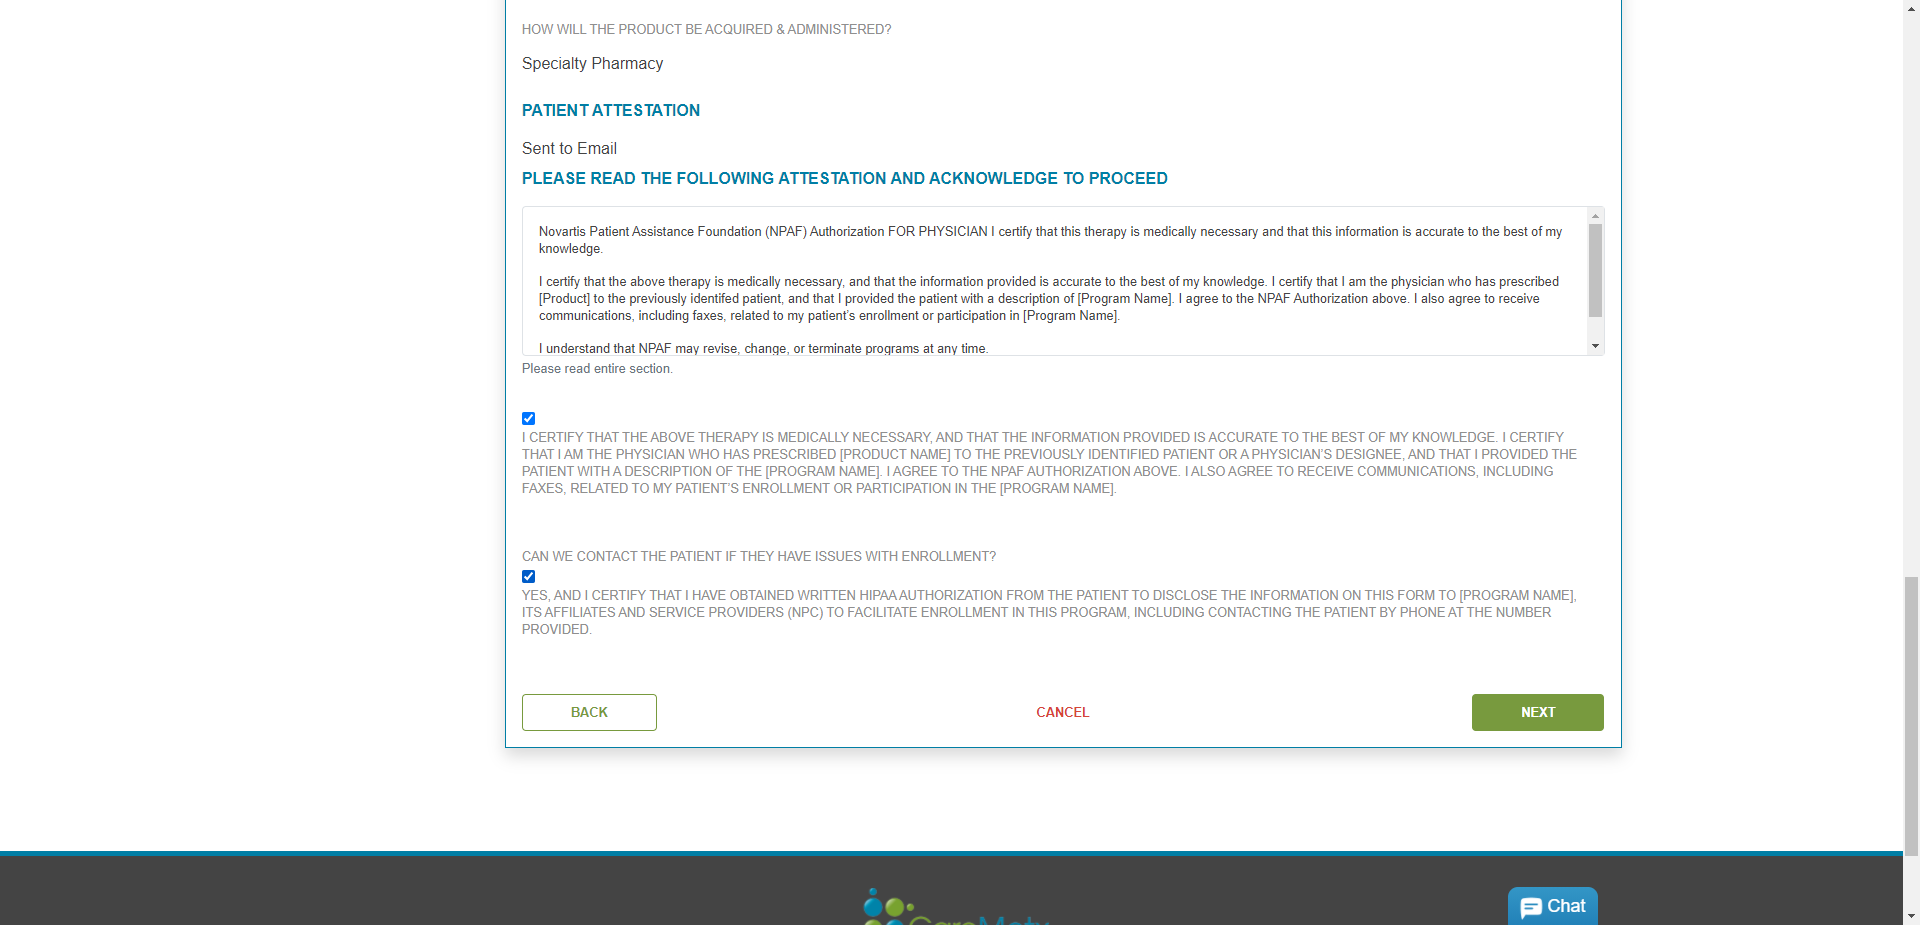 HOW WILL THE PRODUCT BE ACQUIRED & ADMINISTERED?
Specialty Pharmacy
PATIENT ATTESTATION
Sent to Email
PLEASE READ THE FOLLOWING ATTESTATION AND ACKNOWLEDGE TO PROCEED
Novartis Patient Assistance Foundation (NPAF) Authorization FOR PHYSICIAN I certify that this therapy is medically necessary and that this information is accurate to the best of my
knowledge.
I certify that the above therapy is medically necessary, and that the information provided is accurate to the best of my knowledge. I certify that I am the physician who has prescribed
[Product] to the previously identifed patient, and that I provided the patient with a description of [Program Name]. I agree to the NPAF Authorization above. I also agree to receive
communications, including faxes, related to my patient's enrollment or participation in [Program Name].
I understand that NPAF may revise, change, or terminate programs at any time.
Please read entire section.
I CERTIFY THAT THE ABOVE THERAPY IS MEDICALLY NECESSARY, AND THAT THE INFORMATION PROVIDED IS ACCURATE TO THE BEST OF MY KNOWLEDGE. I CERTIFY
THAT I AM THE PHYSICIAN WHO HAS PRESCRIBED [PRODUCT NAME] TO THE PREVIOUSLY IDENTIFIED PATIENT OR A PHYSICIAN'S DESIGNEE, AND THAT I PROVIDED THE
PATIENT WITH A DESCRIPTION OF THE [PROGRAM NAME]. I AGREE TO THE NPAF AUTHORIZATION ABOVE. I ALSO AGREE TO RECEIVE COMMUNICATIONS, INCLUDING
FAXES, RELATED TO MY PATIENT'S ENROLLMENT OR PARTICIPATION IN THE [PROGRAM NAME].
CAN WE CONTACT THE PATIENT IF THEY HAVE ISSUES WITH ENROLLMENT?
YES, AND I CERTIFY THAT I HAVE OBTAINED WRITTEN HIPAA AUTHORIZATION FROM THE PATIENT TO DISCLOSE THE INFORMATION ON THIS FORM TO [PROGRAM NAME],
ITS AFFILIATES AND SERVICE PROVIDERS (NPC) TO FACILITATE ENROLLMENT IN THIS PROGRAM, INCLUDING CONTACTING THE PATIENT BY PHONE AT THE NUMBER
PROVIDED.
BACK
CANCEL
NEXT
Chat